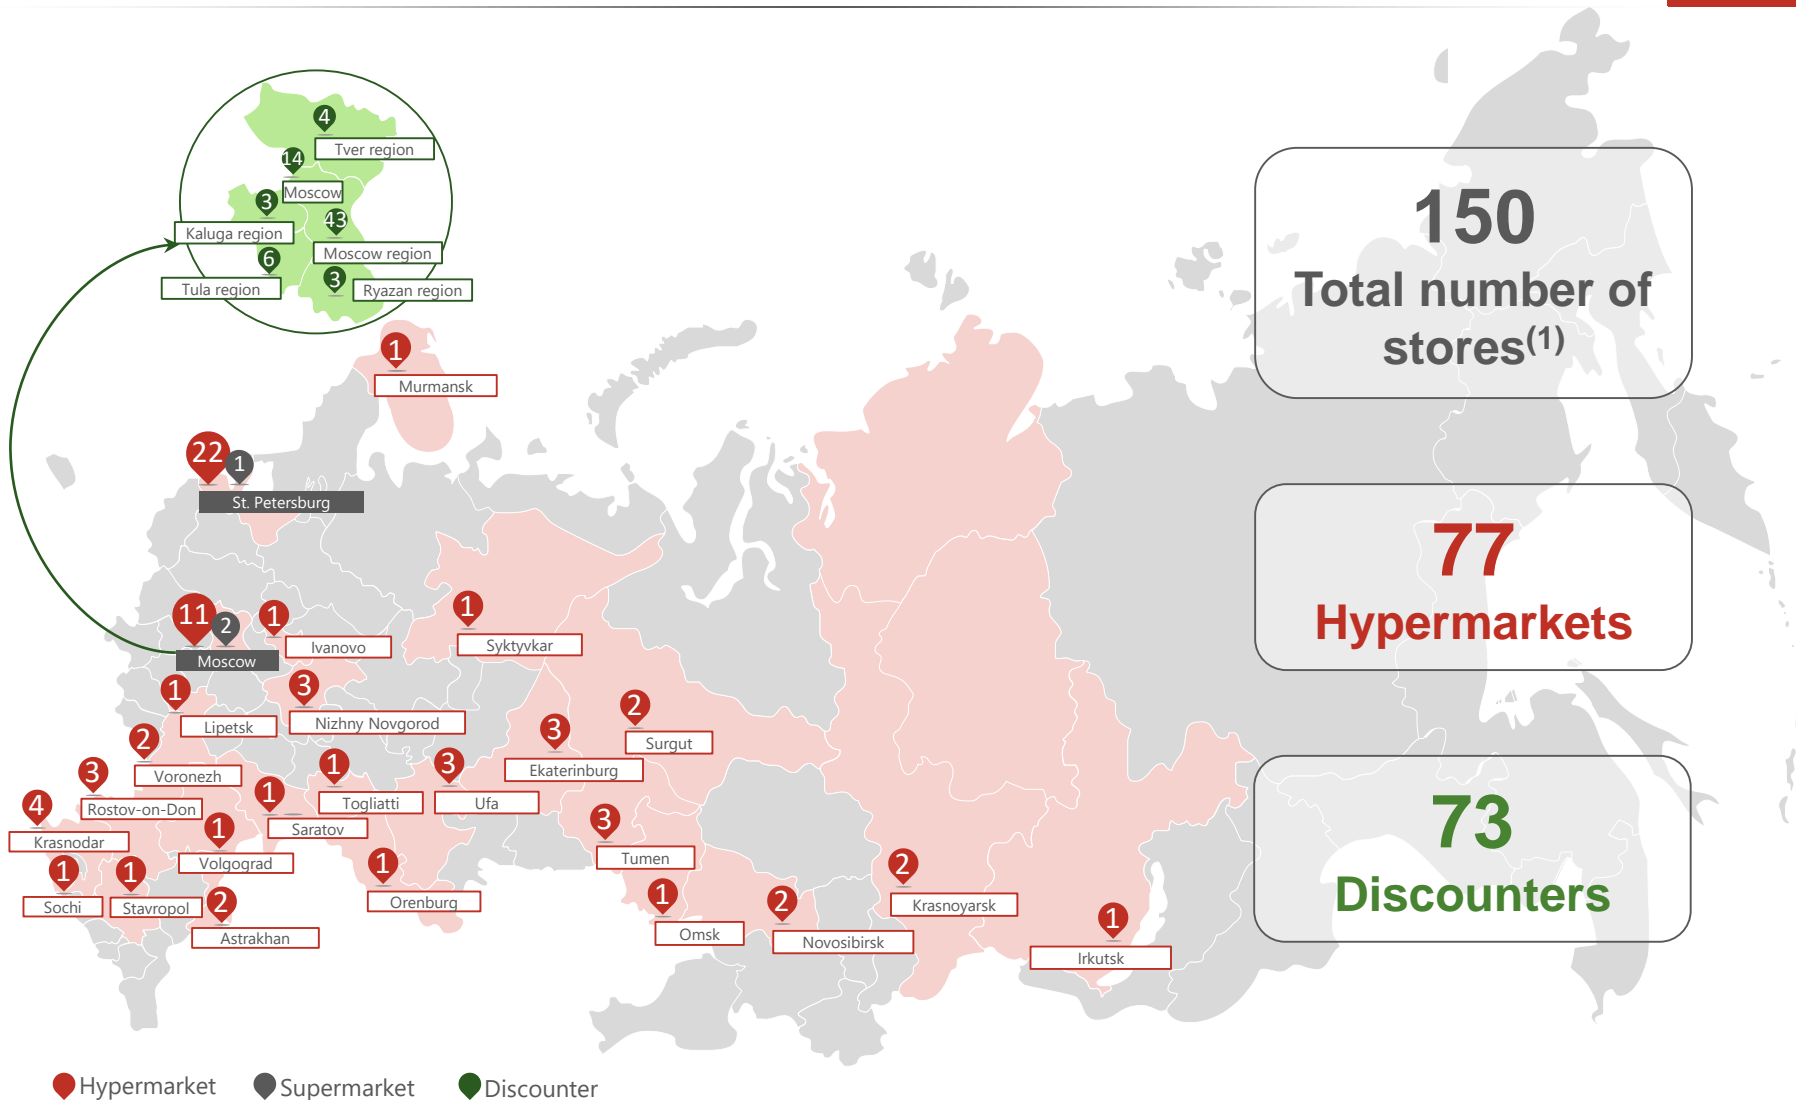 4
Tver region
14
Moscow
3
Kaluga region
43
Moscow region
6
Tula region
3
Ryazan region
150
Total number of
stores(1)
1
Murmansk
22
1
St. Petersburg
77
Hypermarkets
11
2
Moscow
1
Ivanovo
1
Syktyvkar
1
Lipetsk
3
Nizhny Novgorod
2
Surgut
3
Ekaterinburg
2
Voronezh
3
Rostov-on-Don
1
Togliatti
3
Ufa
4
Krasnodar
1
Saratov
1
Volgograd
3
Tumen
73
Discounters
1
Sochi
1
Stavropol
2
Astrakhan
1
Orenburg
1
Omsk
2
Novosibirsk
2
Krasnoyarsk
1
Irkutsk
Hypermarket
Supermarket
Discounter